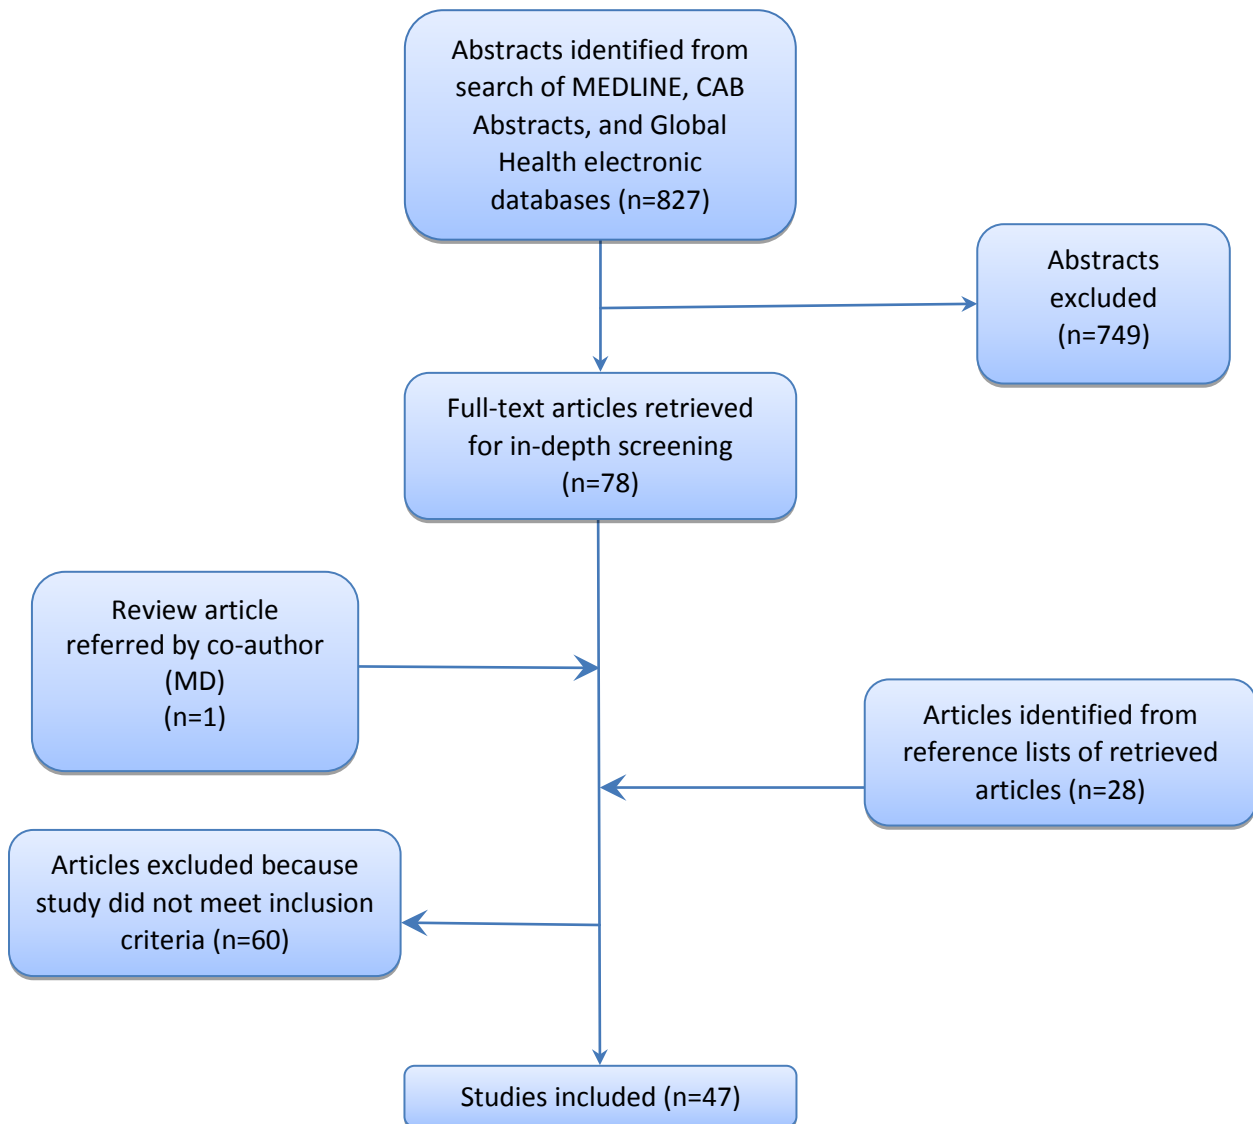 Abstracts identified from
search of MEDLINE, CAB
Abstracts, and Global
Health electronic
databases (n=827)
Abstracts
excluded
(n=749)
Full-text articles retrieved
for in-depth screening
(n=78)
Review article
referred by co-author
(MD)
(n=1)
Articles identified from
reference lists of retrieved
articles (n=28)
Articles excluded because
study did not meet inclusion
criteria (n=60)
Studies included (n=47)